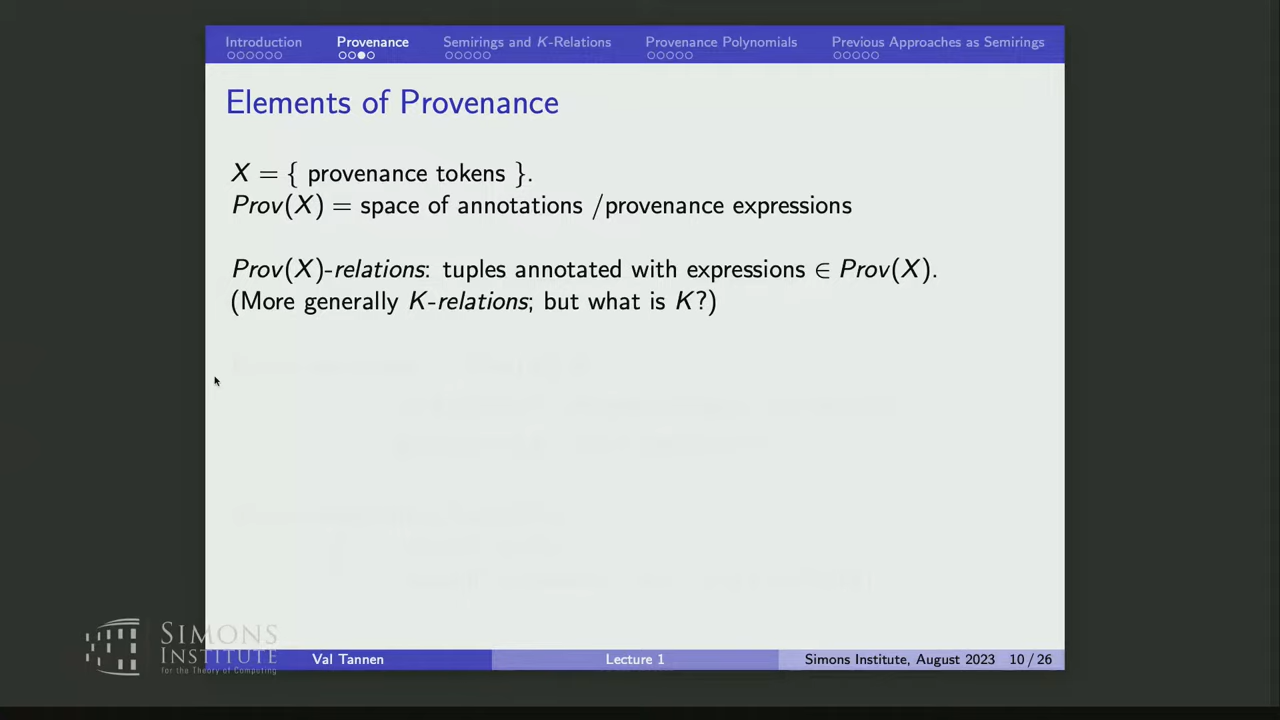 Introduction Provenance Semirings and K-Relations Provenance Polynomials Previous Approaches as Semirings
Elements of Provenance
X = { provenance tokens }.
Prov(X) = space of annotations /provenance expressions
Prov(X)-relations: tuples annotated with expressions ∈ Prov(X).
(More generally K-relations; but what is K?)
SIMONS
INSTITUTE
for the Theory of Computing
Val Tannen Lecture 1 Simons Institute, August 2023 10 / 26